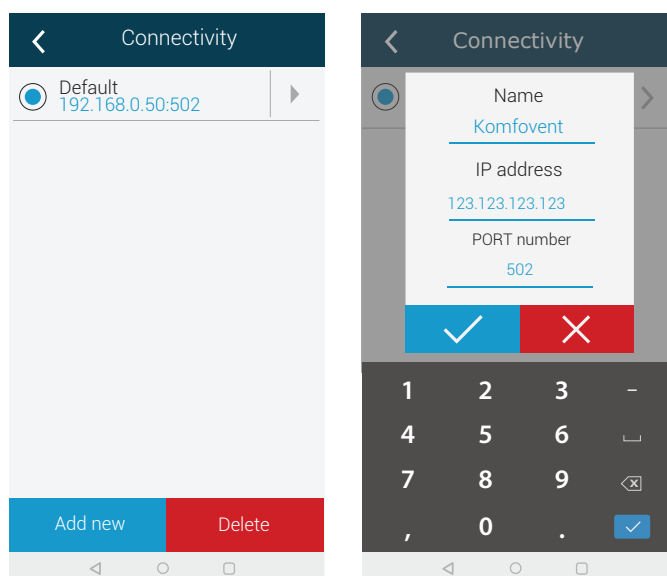 Connectivity
Default
192.168.0.50:502
Add new
Delete
Connectivity
Name
Komfovent
IP address
123.123.123.123
PORT number
502
1 2 3 –
4 5 6
7 8 9
, 0 .